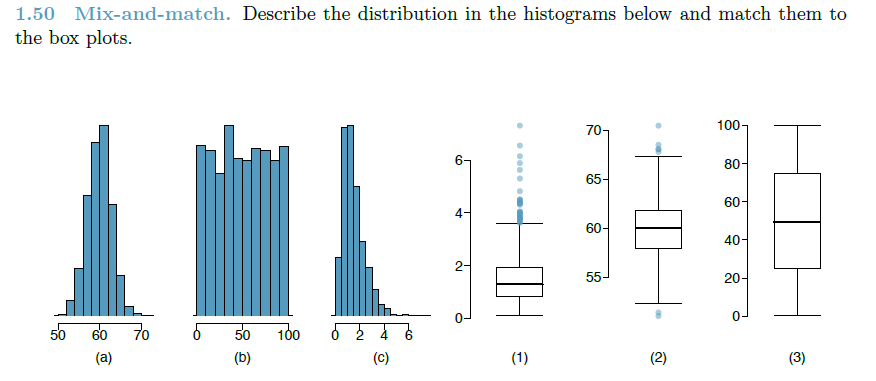 1.50 Mix-and-match. Describe the distribution in the histograms below and match them to
the box plots.
50 60 70
(a)
0 50 100
(b)
0 2 4 6
(c)
6
4
2
0
(1)
70
65
60
55
(2)
100
80
60
40
20
0
(3)